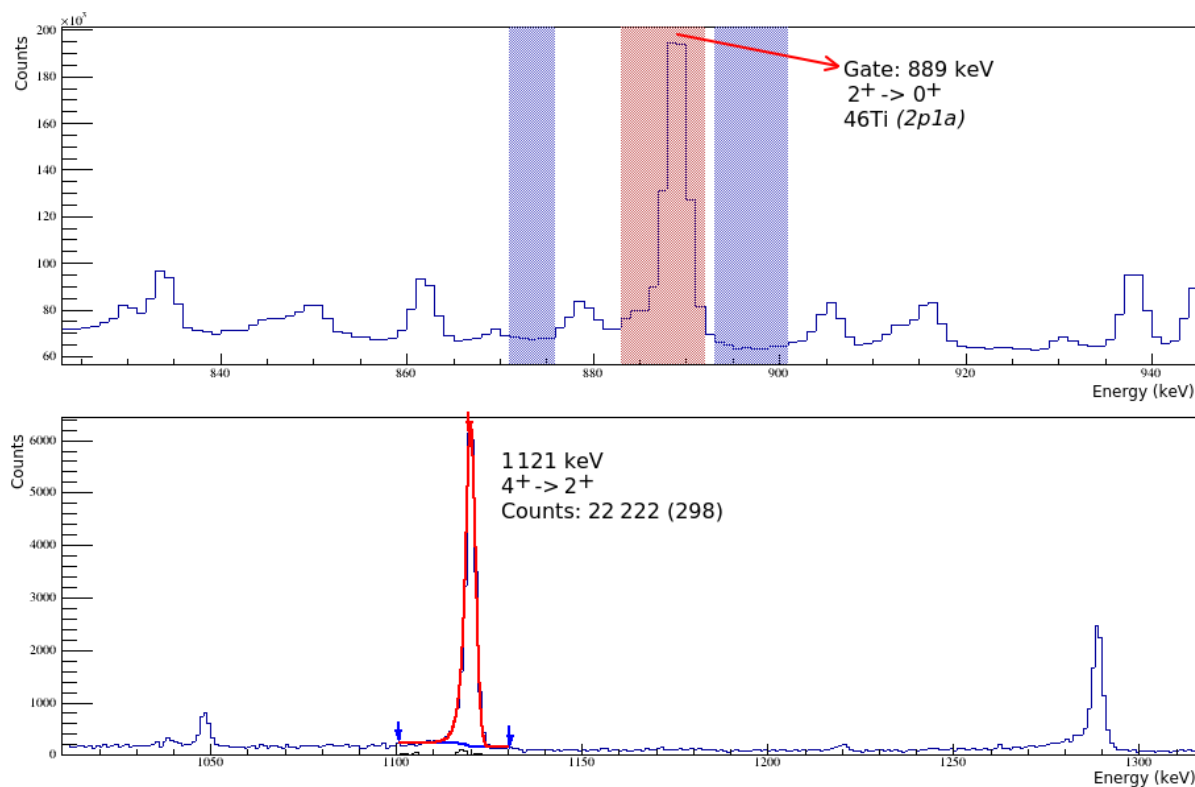 ×10³
200
180
160
140
120
100
80
60
Counts
Gate: 889 keV
2⁺ -> 0⁺
46Ti (2p1a)
840 860 880 900 920 940
Energy (keV)
6000
5000
4000
3000
2000
1000
0
Counts
1121 keV
4⁺ -> 2⁺
Counts: 22 222 (298)
1050 1100 1150 1200 1250 1300
Energy (keV)